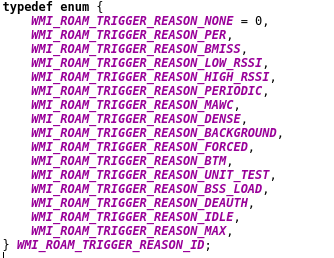 typedef enum {
    WMI_ROAM_TRIGGER_REASON_NONE = 0,
    WMI_ROAM_TRIGGER_REASON_PER,
    WMI_ROAM_TRIGGER_REASON_BMISS,
    WMI_ROAM_TRIGGER_REASON_LOW_RSSI,
    WMI_ROAM_TRIGGER_REASON_HIGH_RSSI,
    WMI_ROAM_TRIGGER_REASON_PERIODIC,
    WMI_ROAM_TRIGGER_REASON_MAWC,
    WMI_ROAM_TRIGGER_REASON_DENSE,
    WMI_ROAM_TRIGGER_REASON_BACKGROUND,
    WMI_ROAM_TRIGGER_REASON_FORCED,
    WMI_ROAM_TRIGGER_REASON_BTM,
    WMI_ROAM_TRIGGER_REASON_UNIT_TEST,
    WMI_ROAM_TRIGGER_REASON_BSS_LOAD,
    WMI_ROAM_TRIGGER_REASON_DEAUTH,
    WMI_ROAM_TRIGGER_REASON_IDLE,
    WMI_ROAM_TRIGGER_REASON_MAX,
} WMI_ROAM_TRIGGER_REASON_ID;